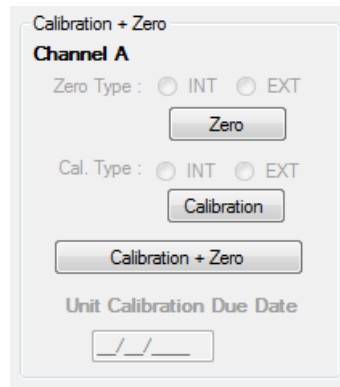 Calibration + Zero
Channel A
Zero Type : INT EXT
Zero
Cal. Type : INT EXT
Calibration
Calibration + Zero
Unit Calibration Due Date
__/__/____